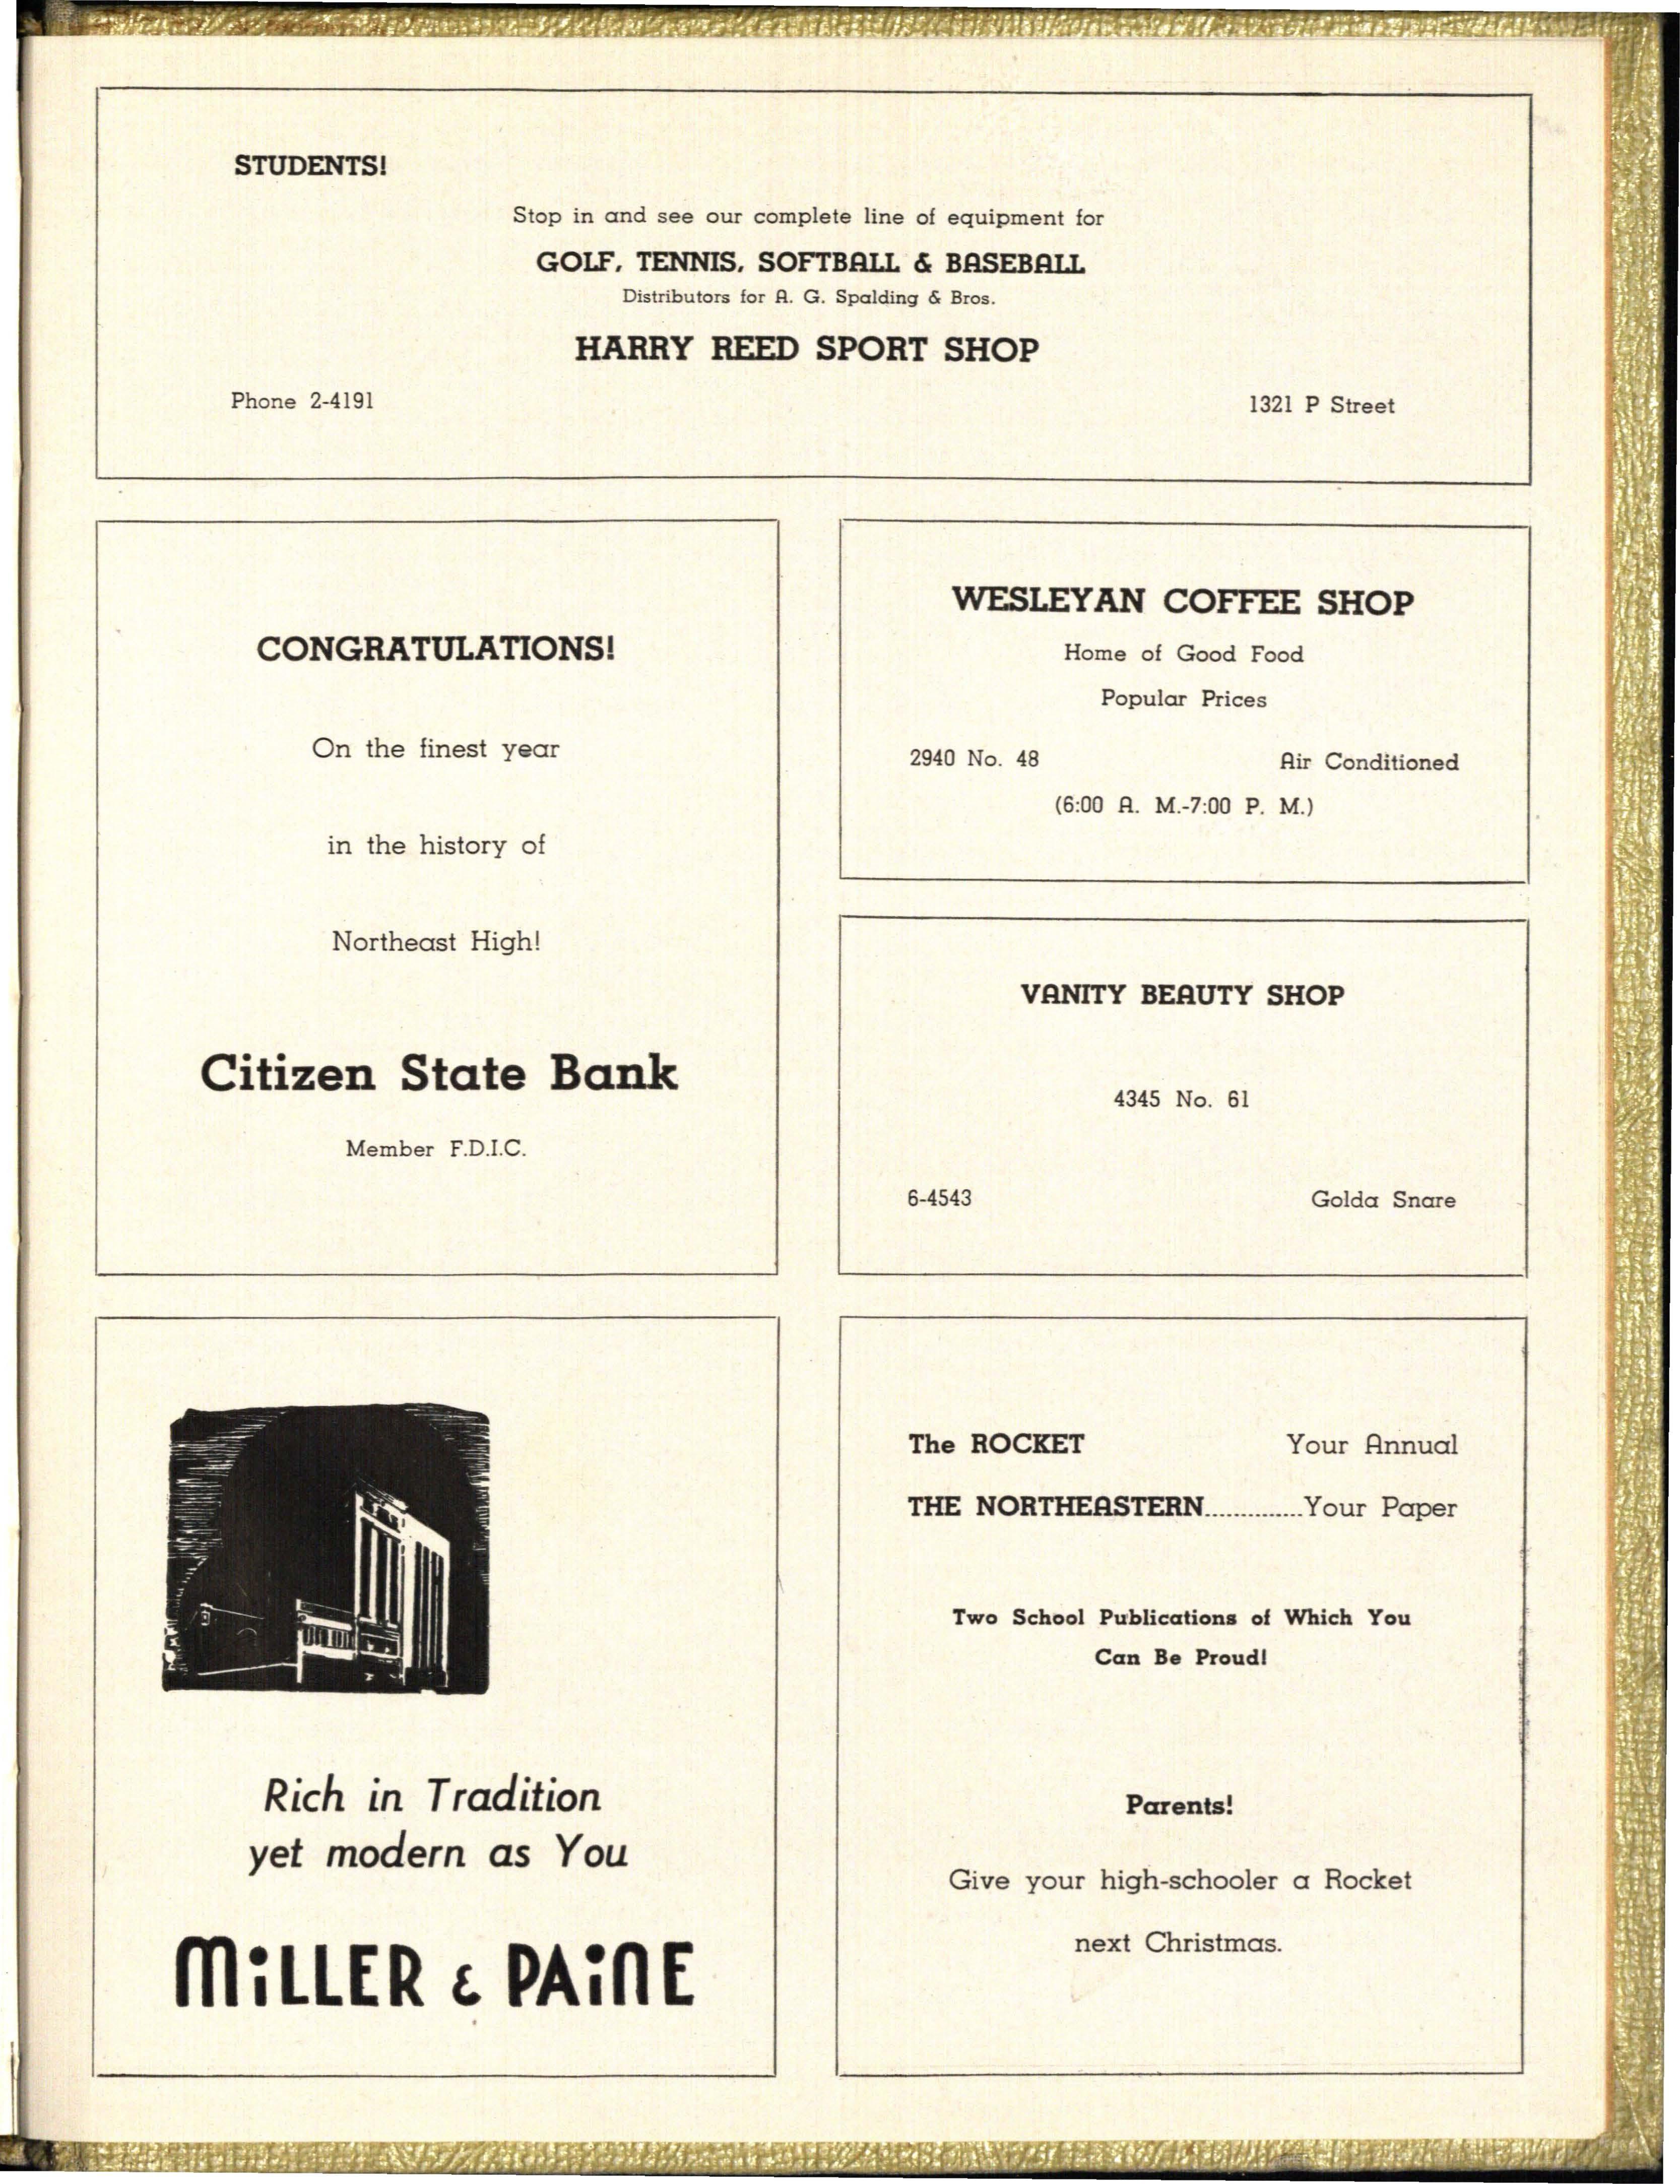 STUDENTS!
Stop in and see our complete line of equipment for
GOLF, TENNIS, SOFTBALL & BASEBALL
Distributors for A. G. Spalding & Bros.
HARRY REED SPORT SHOP
Phone 2-4191 1321 P Street
CONGRATULATIONS!
On the finest year
in the history of
Northeast High!
Citizen State Bank
Member F.D.I.C.
WESLEYAN COFFEE SHOP
Home of Good Food
Popular Prices
2940 No. 48 Air Conditioned
(6:00 A. M.-7:00 P. M.)
VANITY BEAUTY SHOP
4345 No. 61
6-4543 Golda Snare
Rich in Tradition
yet modern as You
MiLLER & PAiNE
The ROCKET Your Annual
THE NORTHEASTERN..............Your Paper
Two School Publications of Which You
Can Be Proud!
Parents!
Give your high-schooler a Rocket
next Christmas.